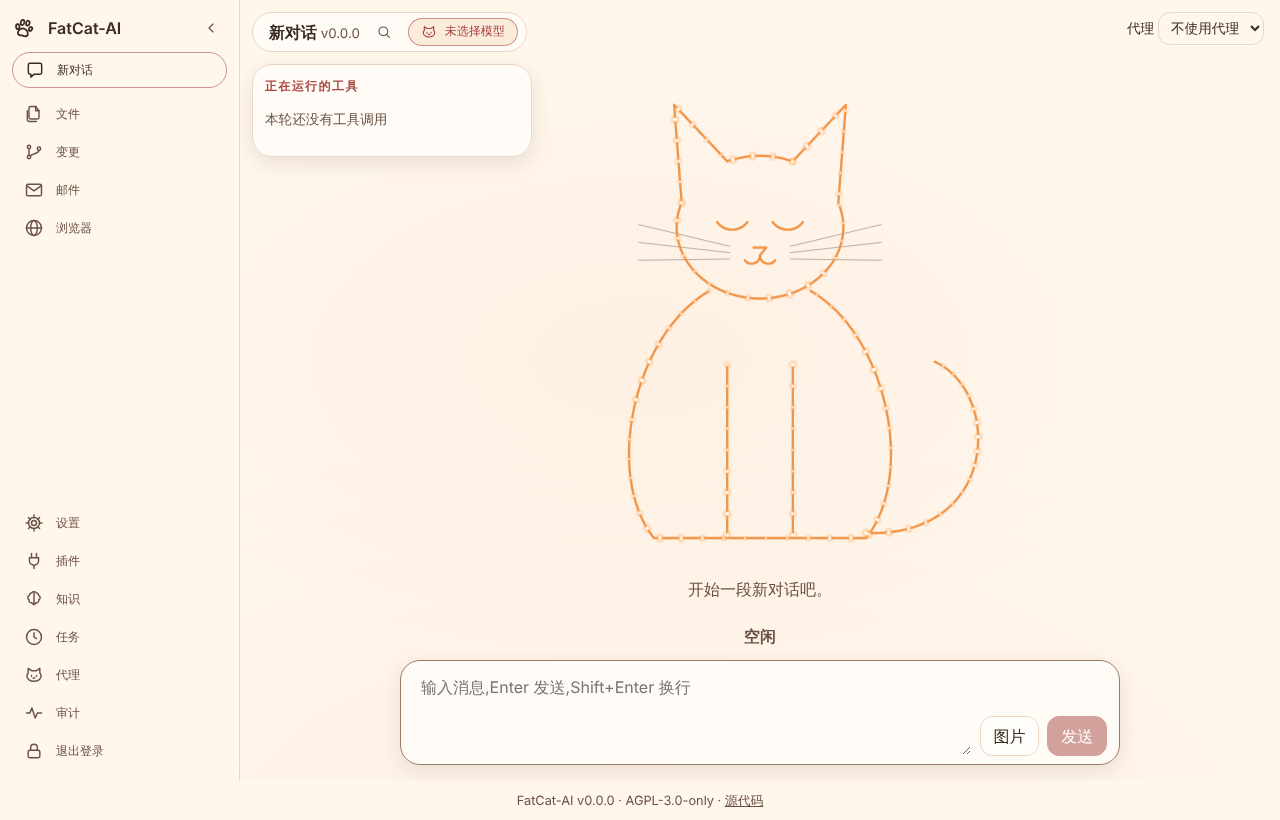 FatCat-AI
新对话
文件
变更
邮件
浏览器
设置
插件
知识
任务
代理
审计
退出登录
新对话 v0.0.0
未选择模型
代理 不使用代理
正在运行的工具
本轮还没有工具调用
开始一段新对话吧。
空闲
输入消息,Enter 发送,Shift+Enter 换行
图片
发送
FatCat-AI v0.0.0 · AGPL-3.0-only · 源代码